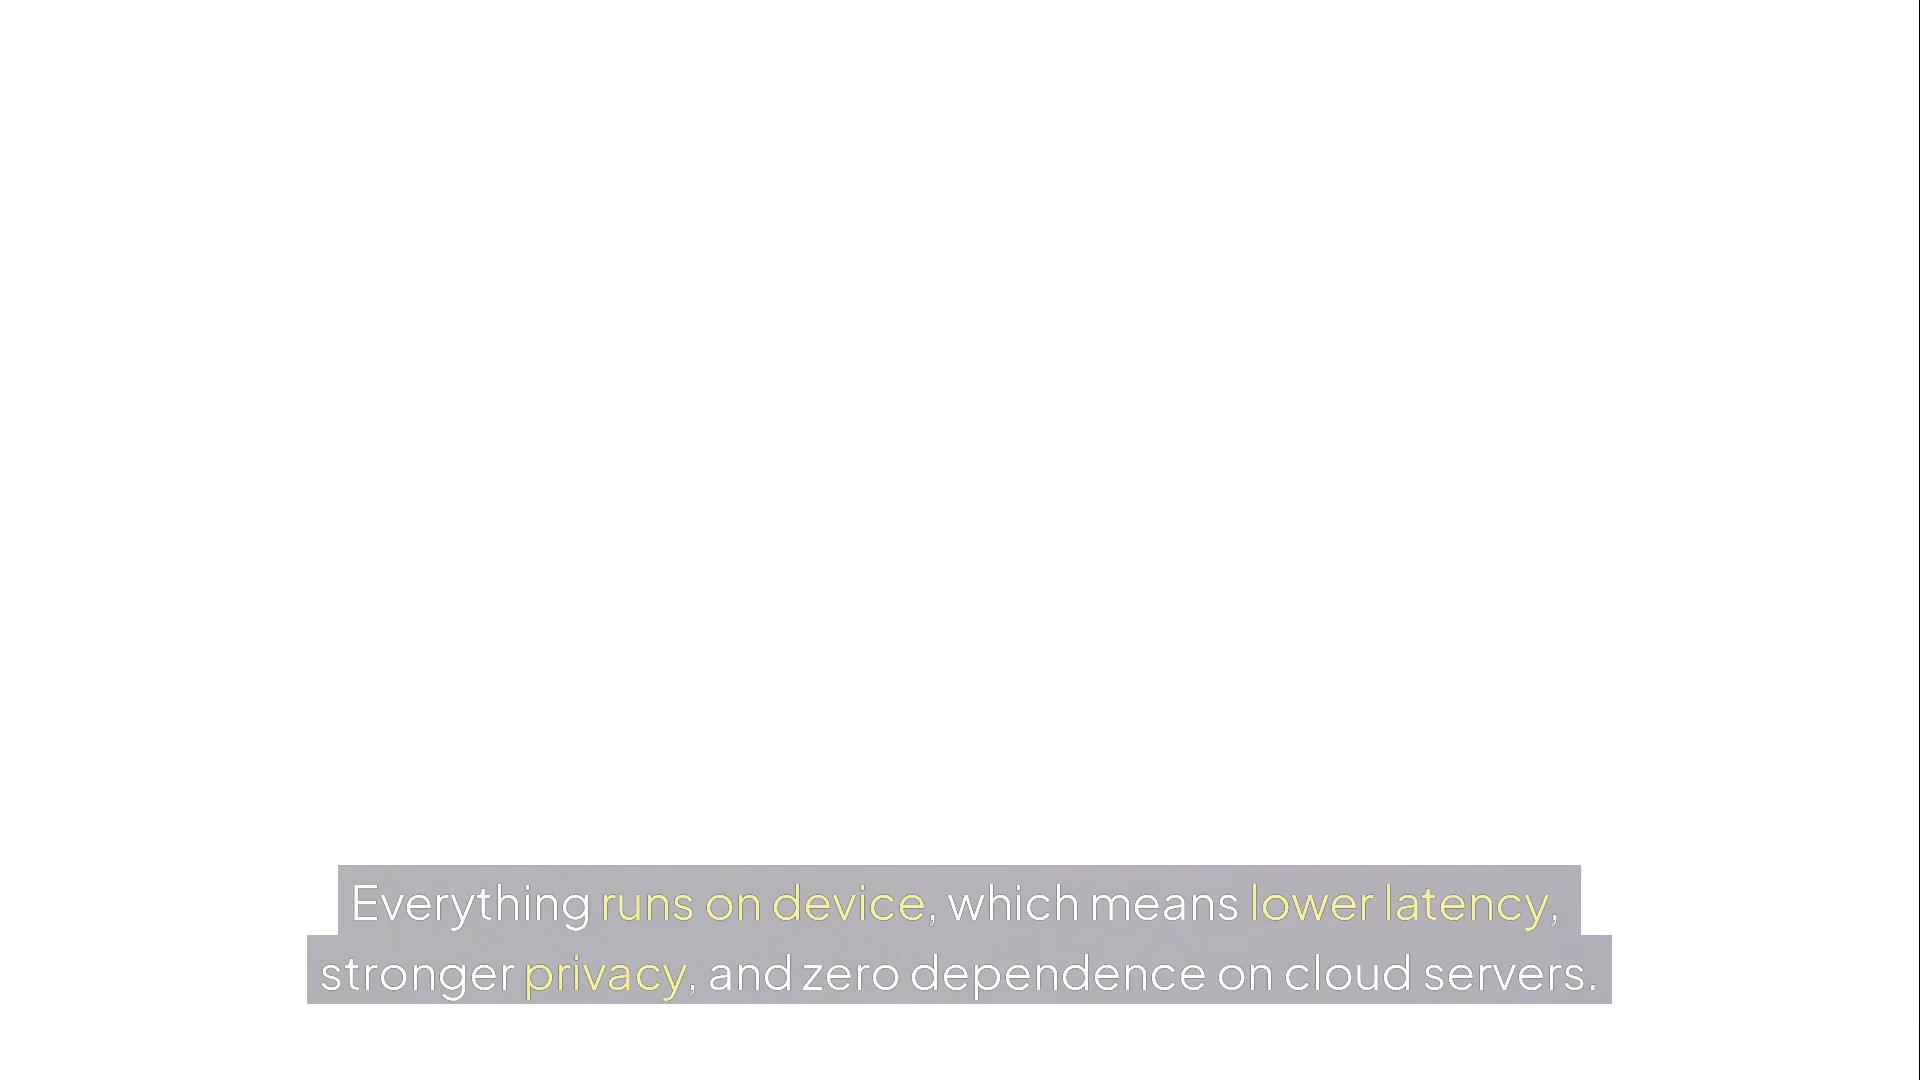 Everything runs on device, which means lower latency,
stronger privacy, and zero dependence on cloud servers.